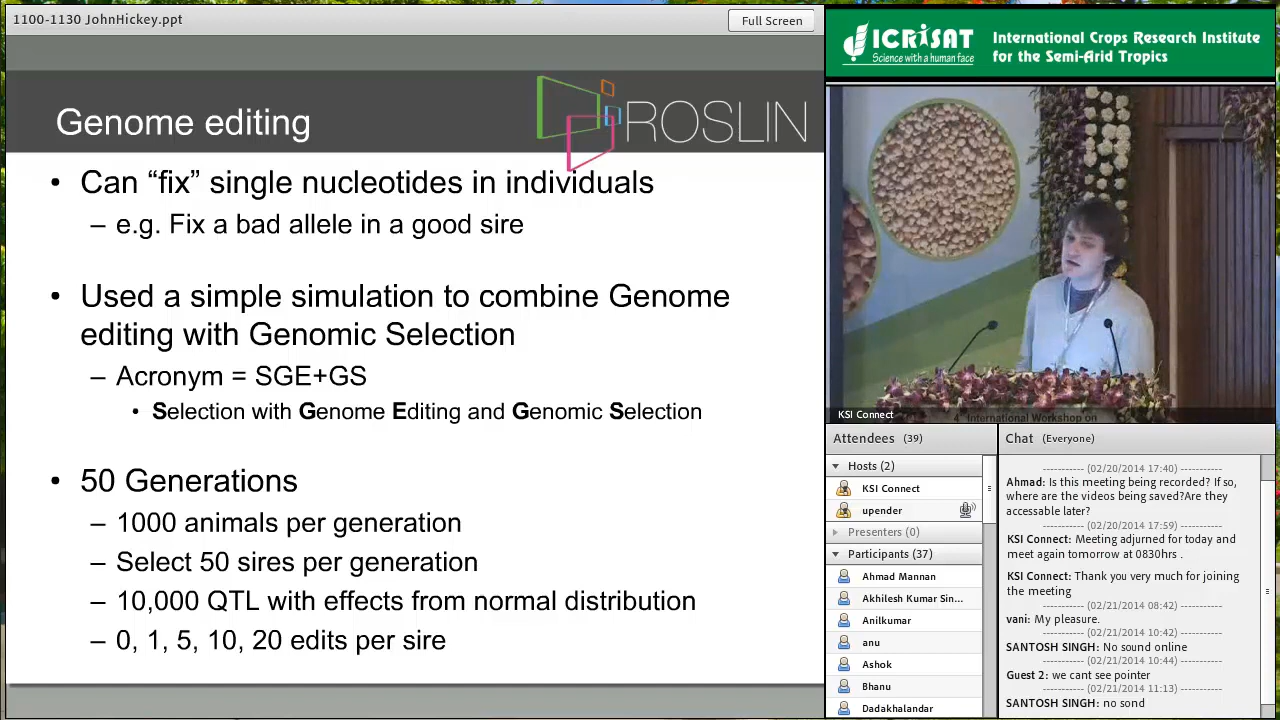 1100-1130 JohnHickey.ppt
Full Screen
Genome editing
ROSLIN
• Can “fix” single nucleotides in individuals
– e.g. Fix a bad allele in a good sire
• Used a simple simulation to combine Genome
editing with Genomic Selection
– Acronym = SGE+GS
• Selection with Genome Editing and Genomic Selection
• 50 Generations
– 1000 animals per generation
– Select 50 sires per generation
– 10,000 QTL with effects from normal distribution
– 0, 1, 5, 10, 20 edits per sire
ICRISAT
Science with a human face
International Crops Research Institute
for the Semi-Arid Tropics
KSI Connect
4 International Workshop on
Attendees (39)
Hosts (2)
KSI Connect
upender
Presenters (0)
Participants (37)
Ahmad Mannan
Akhilesh Kumar Sin...
Anilkumar
anu
Ashok
Bhanu
Dadakhalandar
Chat (Everyone)
----------- (02/20/2014 17:40) -----------
Ahmad: Is this meeting being recorded? If so,
where are the videos being saved?Are they
accessable later?
----------- (02/20/2014 17:59) -----------
KSI Connect: Meeting adjurned for today and
meet again tomorrow at 0830hrs .
KSI Connect: Thank you very much for joining
the meeting
----------- (02/21/2014 08:42) -----------
vani: My pleasure.
----------- (02/21/2014 10:42) -----------
SANTOSH SINGH: No sound online
----------- (02/21/2014 10:44) -----------
Guest 2: we cant see pointer
----------- (02/21/2014 11:13) -----------
SANTOSH SINGH: no sond